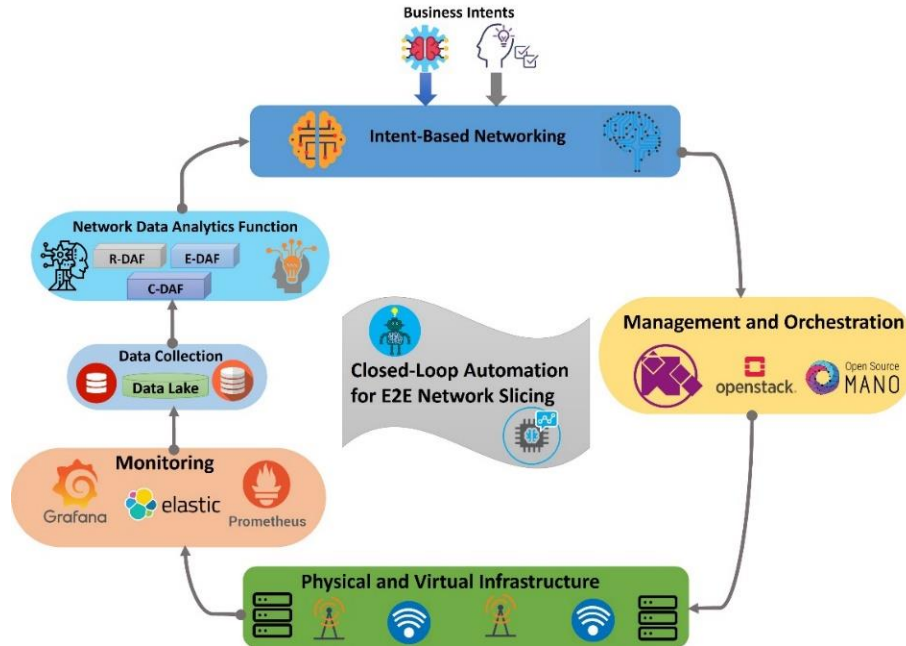 Business Intents
Intent-Based Networking
Network Data Analytics Function
R-DAF
E-DAF
C-DAF
Data Collection
Data Lake
Monitoring
Grafana
elastic
Prometheus
Closed-Loop Automation
for E2E Network Slicing
Management and Orchestration
openstack.
Open Source
MANO
Physical and Virtual Infrastructure